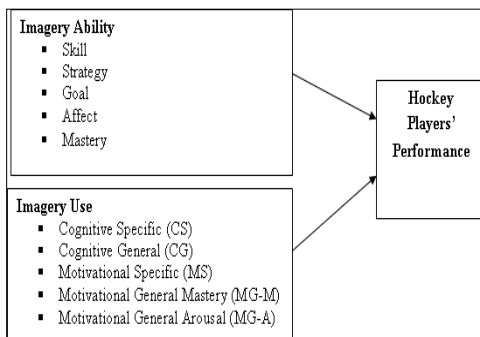 Imagery Ability
▪ Skill
▪ Strategy
▪ Goal
▪ Affect
▪ Mastery
Hockey
Players'
Performance
Imagery Use
▪ Cognitive Specific (CS)
▪ Cognitive General (CG)
▪ Motivational Specific (MS)
▪ Motivational General Mastery (MG-M)
▪ Motivational General Arousal (MG-A)